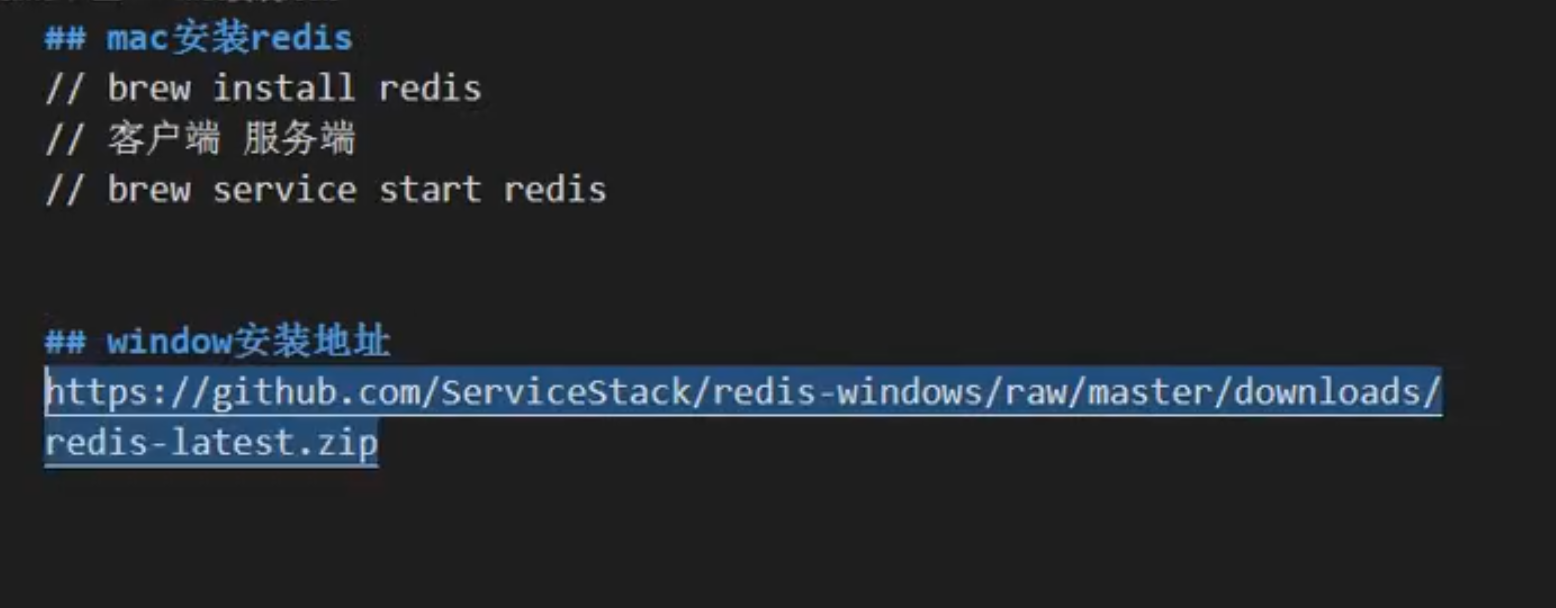 ## mac安装redis
// brew install redis
// 客户端 服务端
// brew service start redis
## window安装地址
https://github.com/ServiceStack/redis-windows/raw/master/downloads/
redis-latest.zip